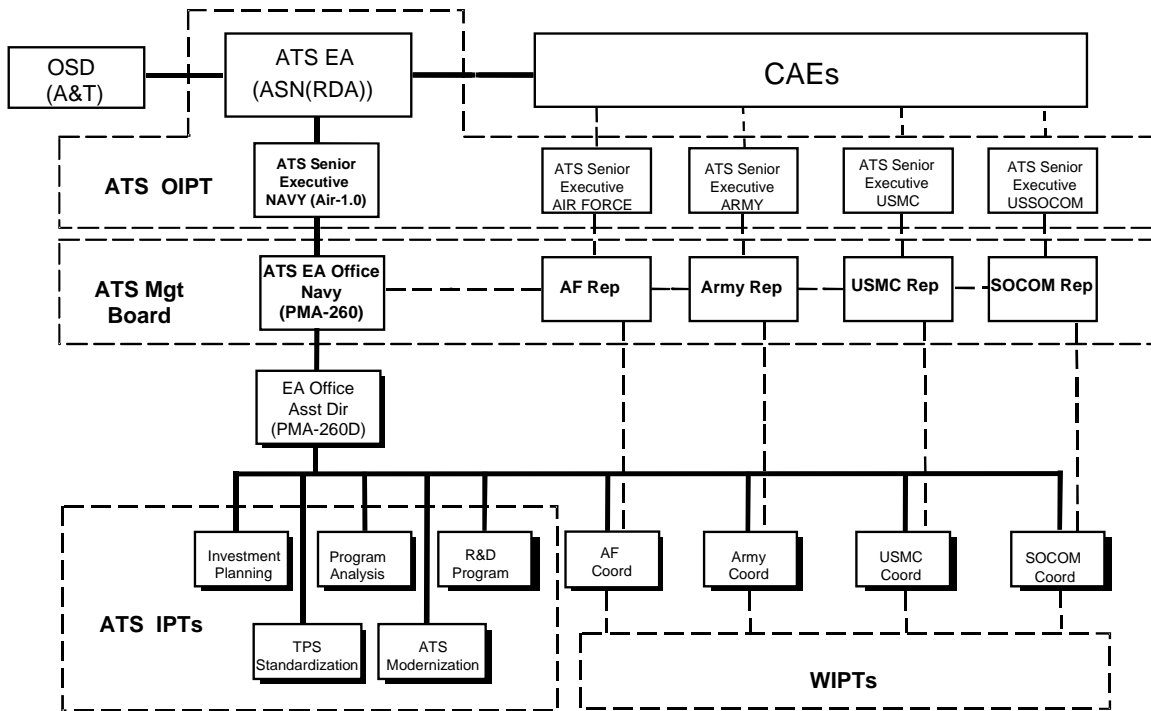 OSD
(A&T)
ATS EA
(ASN(RDA))
CAEs
ATS OIPT
ATS Senior
Executive
NAVY (Air-1.0)
ATS Senior
Executive
AIR FORCE
ATS Senior
Executive
ARMY
ATS Senior
Executive
USMC
ATS Senior
Executive
USSOCOM
ATS Mgt
Board
ATS EA Office
Navy
(PMA-260)
AF Rep
Army Rep
USMC Rep
SOCOM Rep
EA Office
Asst Dir
(PMA-260D)
Investment
Planning
Program
Analysis
R&D
Program
AF
Coord
Army
Coord
USMC
Coord
SOCOM
Coord
ATS IPTs
TPS
Standardization
ATS
Modernization
WIPTs